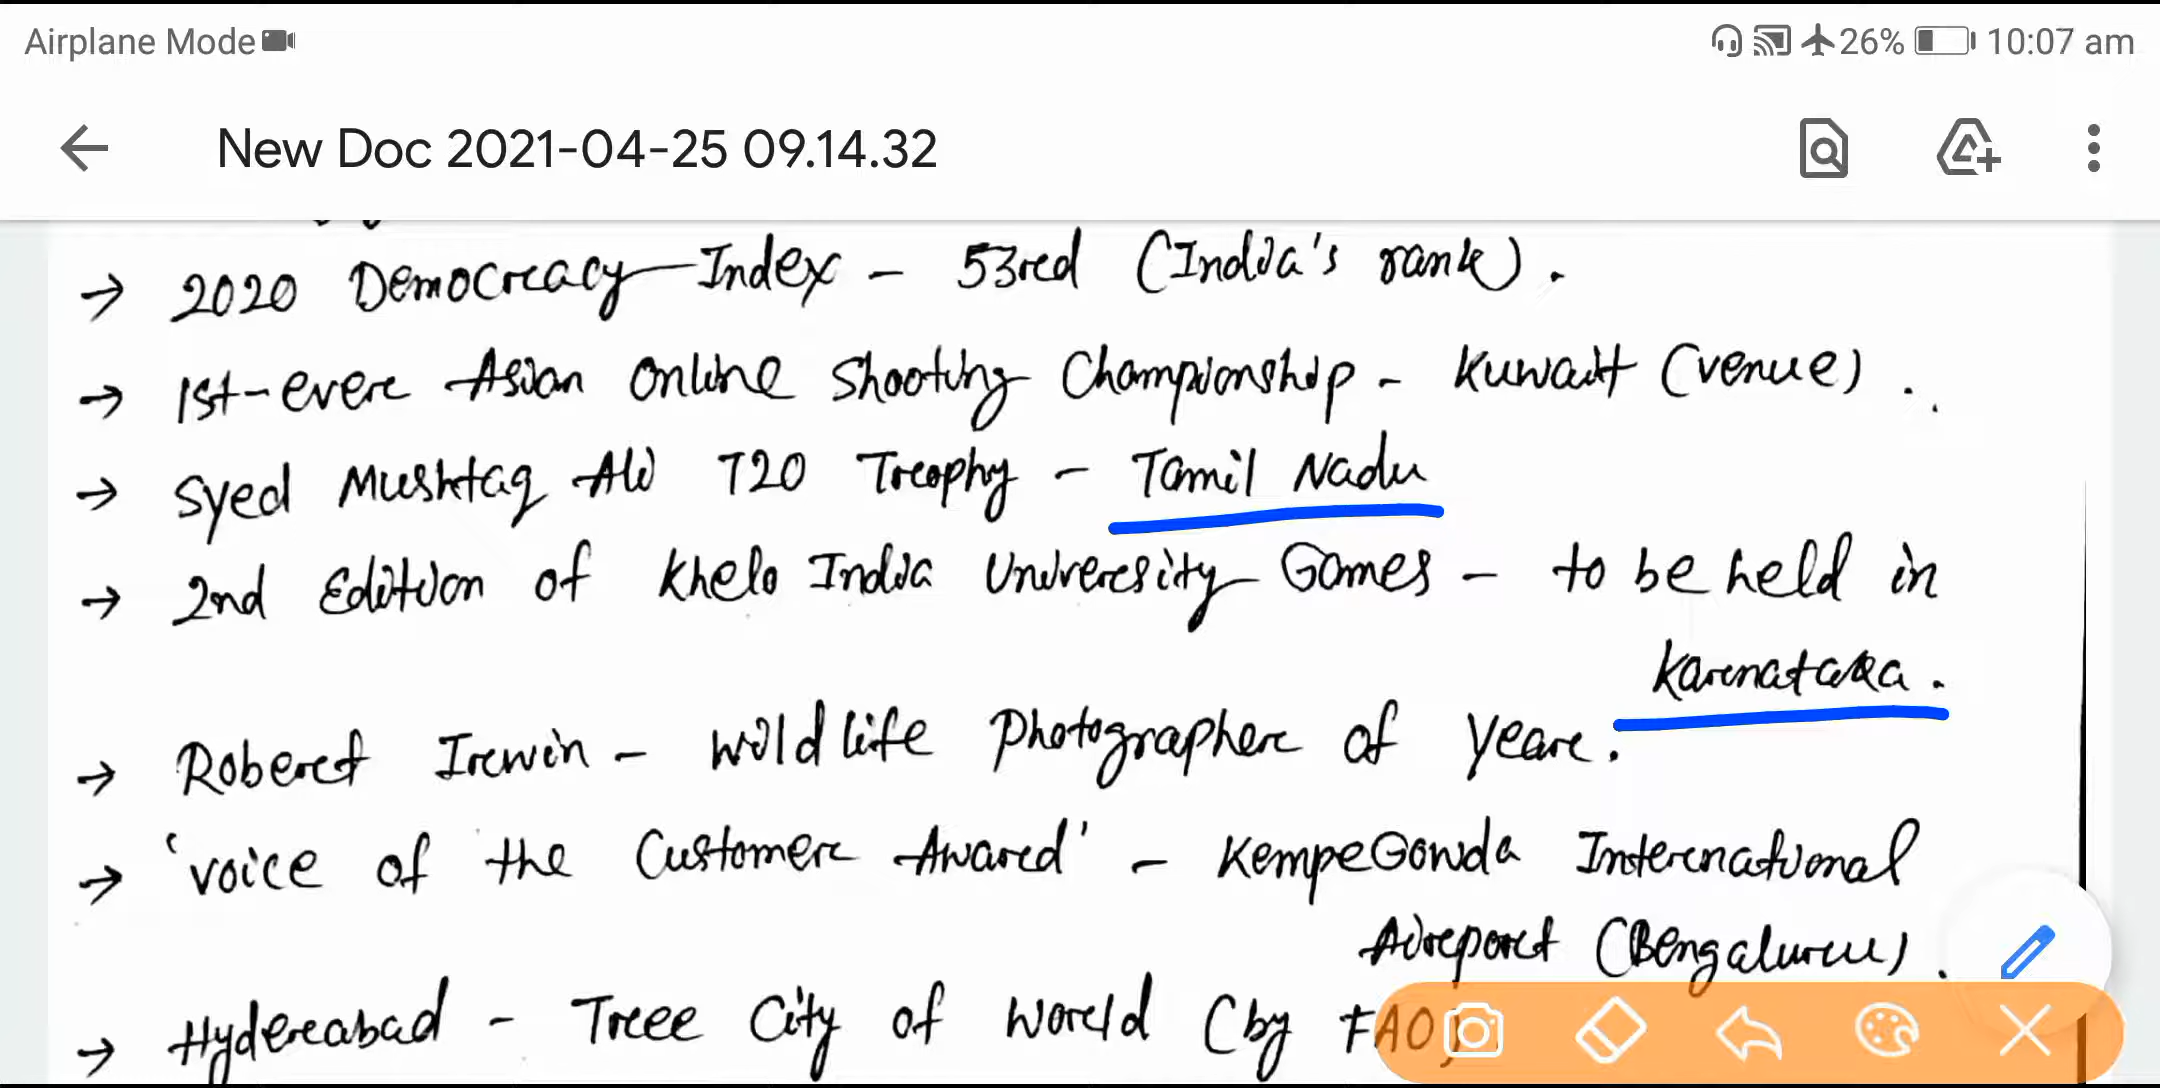 Airplane Mode 26% 10:07 am
New Doc 2021-04-25 09.14.32
→ 2020 Democracy Index - 53rd (India's rank).
→ 1st-ever Asian Online Shooting Championship - Kuwait (venue).
→ Syed Mushtaq Ali T20 Trophy - Tamil Nadu
→ 2nd Edition of Khelo India University Games - to be held in
Karnataka.
→ Robert Irwin - wild life Photographer of Year.
→ 'voice of the Customer Award' - KempeGowda International
Airport (Bengaluru).
→ Hyderabad - Tree City of World (by FAO)